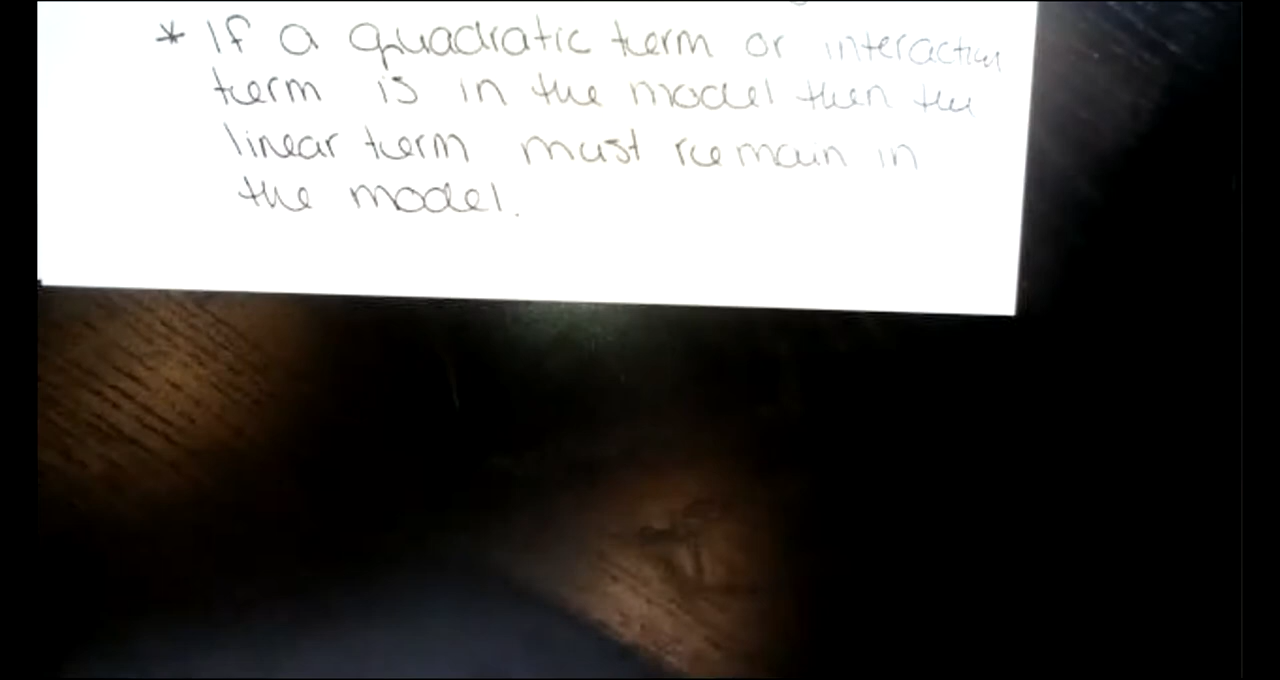 * If a quadratic term or interaction
term is in the model then the
linear term must remain in
the model.